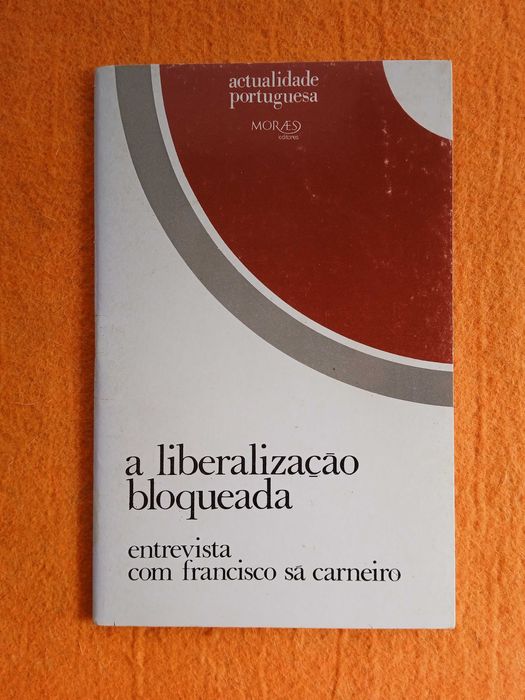 actualidade
portuguesa
MORÆS
editores
a liberalização
bloqueada
entrevista
com francisco sá carneiro